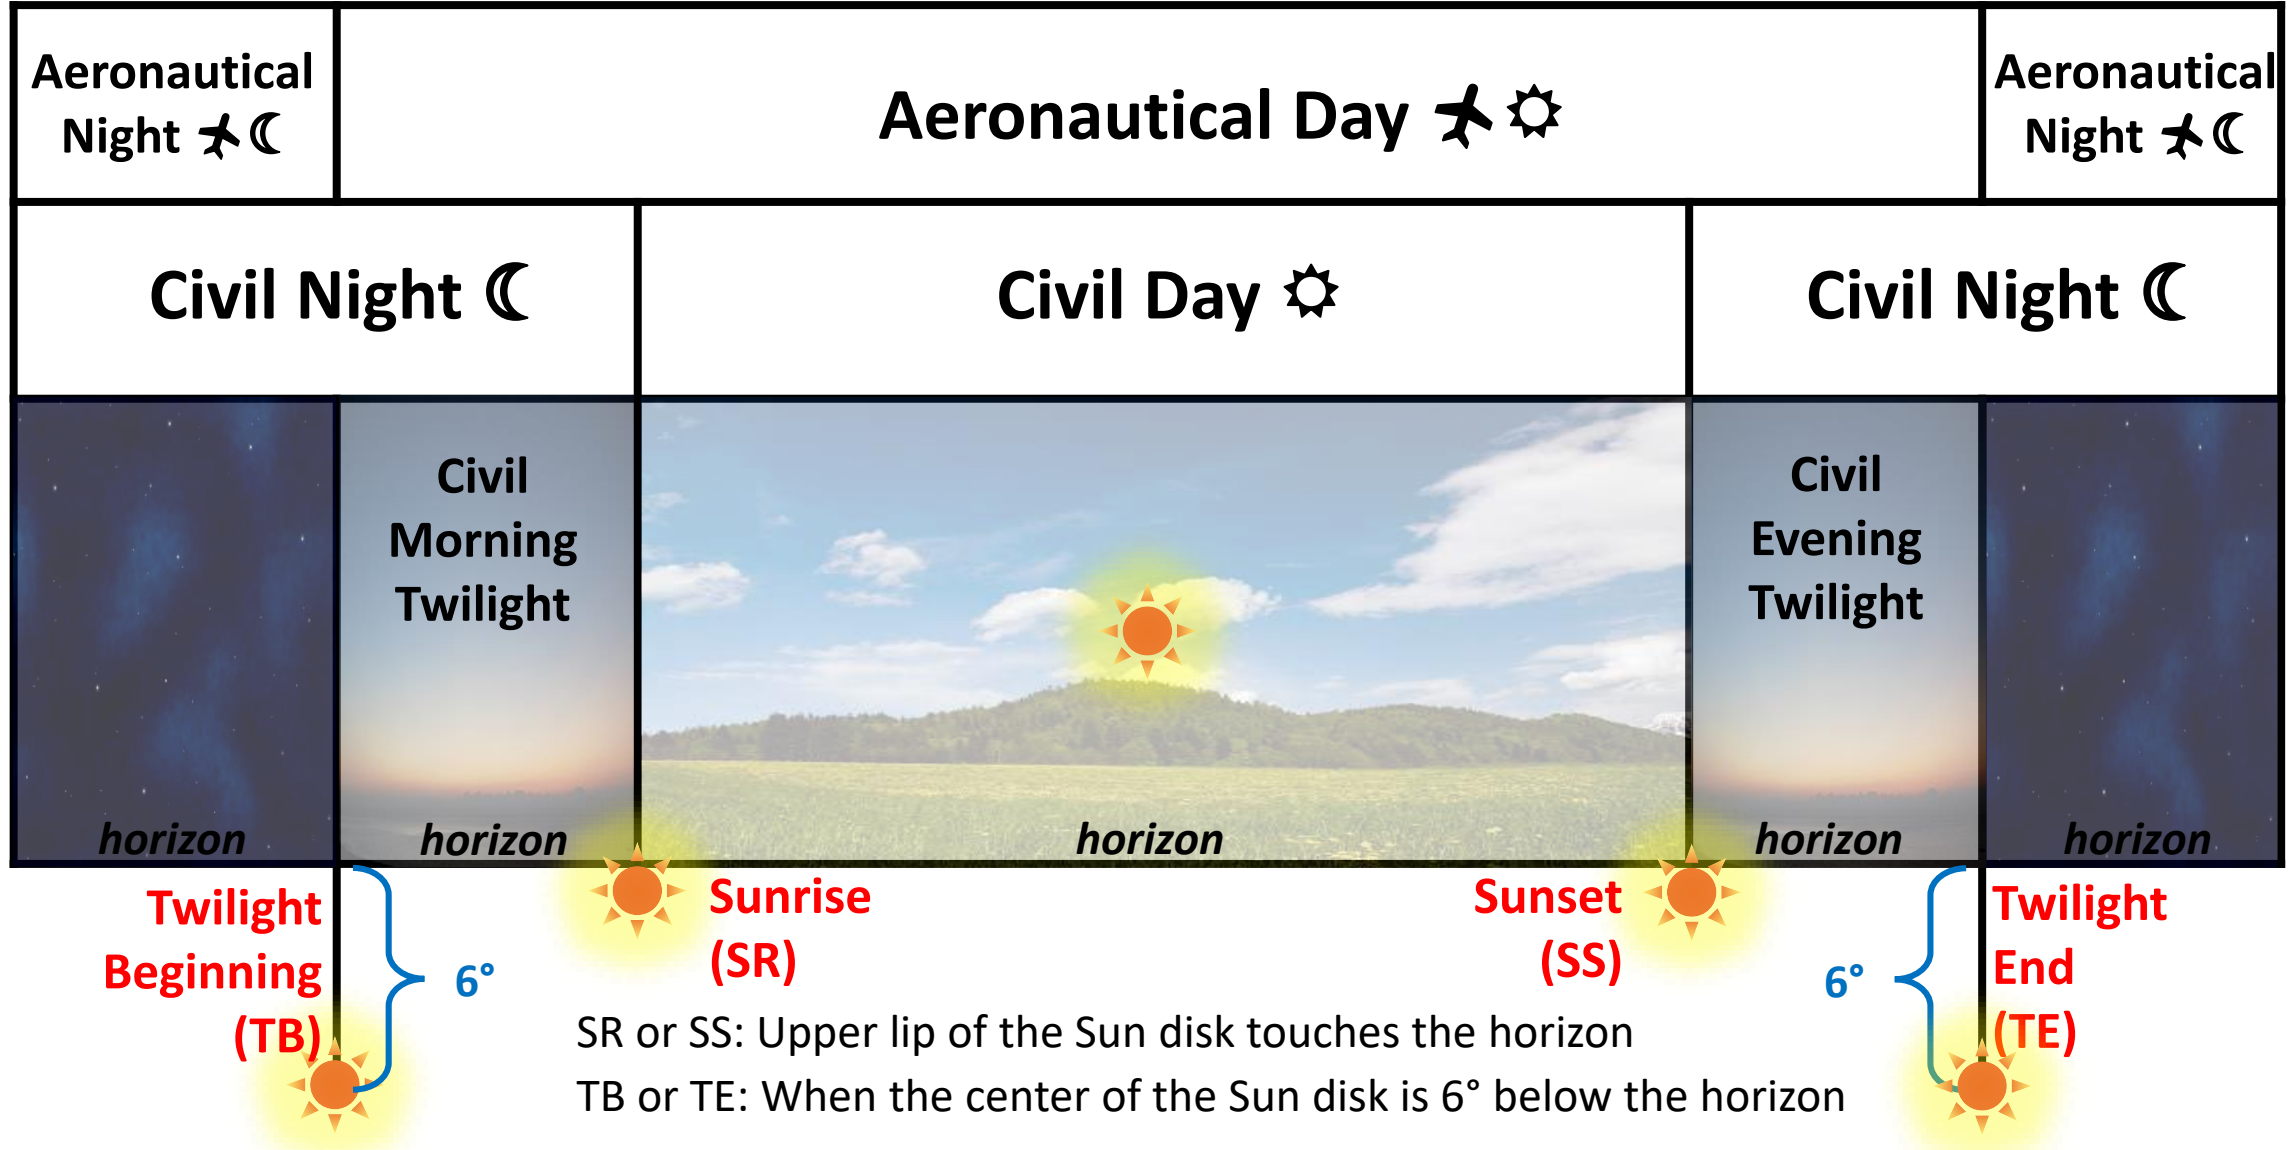 Aeronautical
Night
Aeronautical Day
Aeronautical
Night
Civil Night
Civil Day
Civil Night
Civil
Morning
Twilight
Civil
Evening
Twilight
horizon
horizon
horizon
horizon
horizon
Twilight
Beginning
(TB)
6°
Sunrise
(SR)
Sunset
(SS)
6°
Twilight
End
(TE)
SR or SS: Upper lip of the Sun disk touches the horizon
TB or TE: When the center of the Sun disk is 6° below the horizon